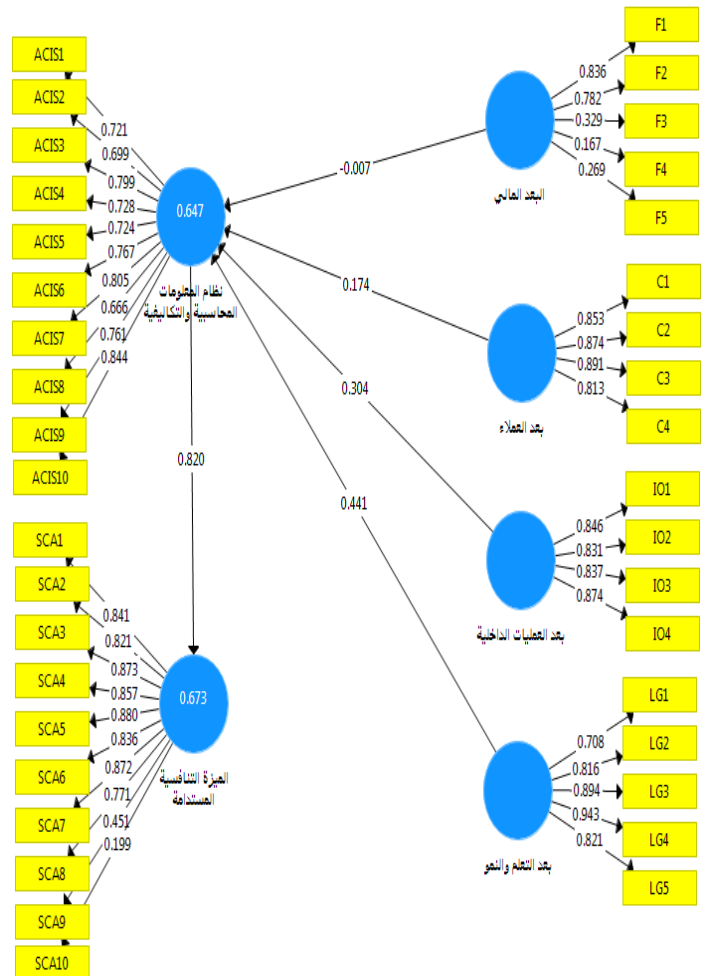 ACIS1
ACIS2
ACIS3
ACIS4
ACIS5
ACIS6
ACIS7
ACIS8
ACIS9
ACIS10
0.721
0.699
0.799
0.728
0.724
0.767
0.805
0.666
0.761
0.844
0.647
نظام المعلومات
المحاسبية والتكاليفية
-0.007
0.174
0.304
0.441
0.820
البعد المالي
0.836
0.782
0.329
0.167
0.269
F1
F2
F3
F4
F5
بعد العملاء
0.853
0.874
0.891
0.813
C1
C2
C3
C4
بعد العمليات الداخلية
0.846
0.831
0.837
0.874
IO1
IO2
IO3
IO4
بعد التعلم والنمو
0.708
0.816
0.894
0.943
0.821
LG1
LG2
LG3
LG4
LG5
SCA1
SCA2
SCA3
SCA4
SCA5
SCA6
SCA7
SCA8
SCA9
SCA10
0.841
0.821
0.873
0.857
0.880
0.836
0.872
0.771
0.451
0.199
0.673
الميزة التنافسية
المستدامة